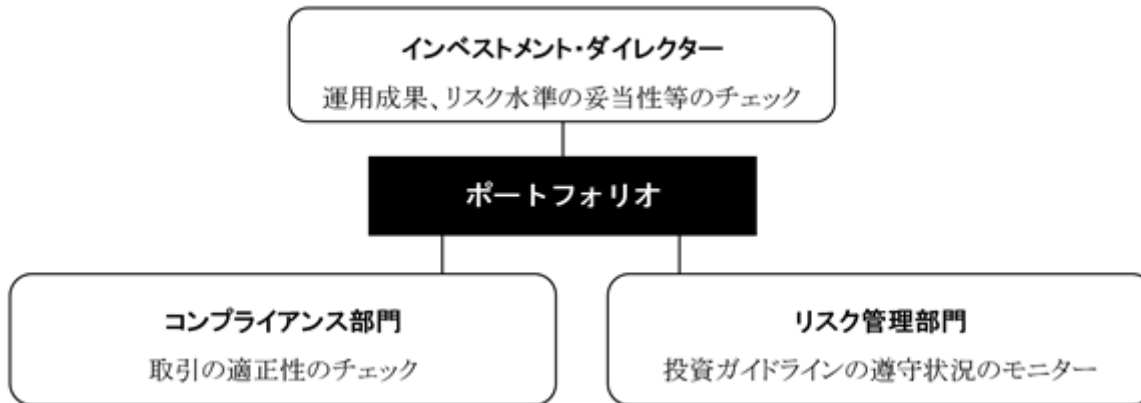 インベストメント・ダイレクター
運用成果、リスク水準の妥当性等のチェック
ポートフォリオ
コンプライアンス部門
取引の適正性のチェック
リスク管理部門
投資ガイドラインの遵守状況のモニター